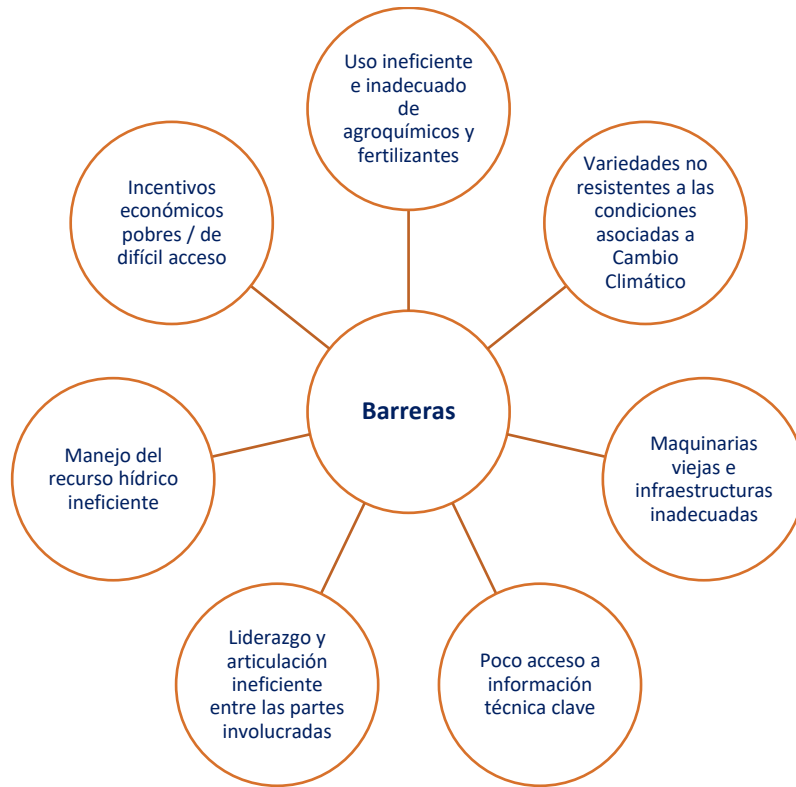 Uso ineficiente
e inadecuado
de
agroquímicos y
fertilizantes
Variedades no
resistentes a las
condiciones
asociadas a
Cambio
Climático
Maquinarias
viejas e
infraestructuras
inadecuadas
Poco acceso a
información
técnica clave
Liderazgo y
articulación
ineficiente
entre las partes
involucradas
Manejo del
recurso hídrico
ineficiente
Incentivos
económicos
pobres / de
difícil acceso
Barreras